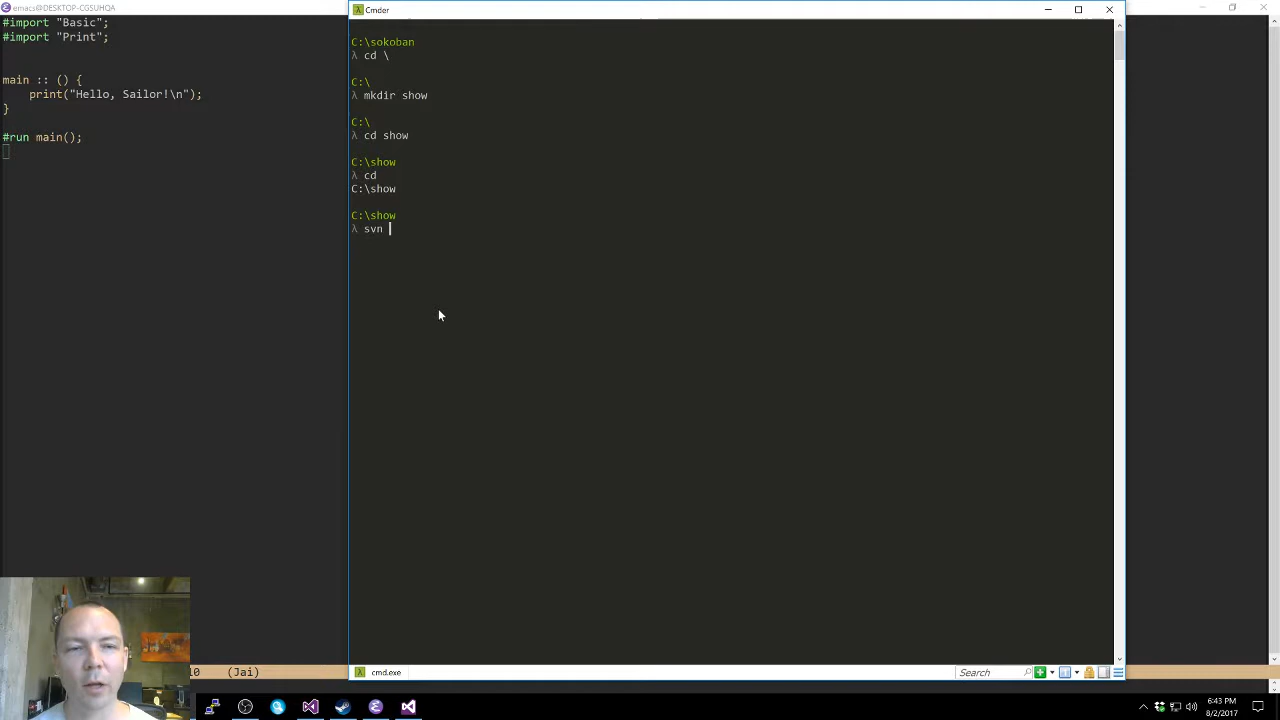 emacs@DESKTOP-CGSUHQA
#import "Basic";
#import "Print";
main :: () {
print("Hello, Sailor!\n");
}
#run main();
10 (Jai)
Cmder
C:\sokoban
λ cd \
C:\
λ mkdir show
C:\
λ cd show
C:\show
λ cd
C:\show
C:\show
λ svn
cmd.exe
Search
6:43 PM
8/2/2017